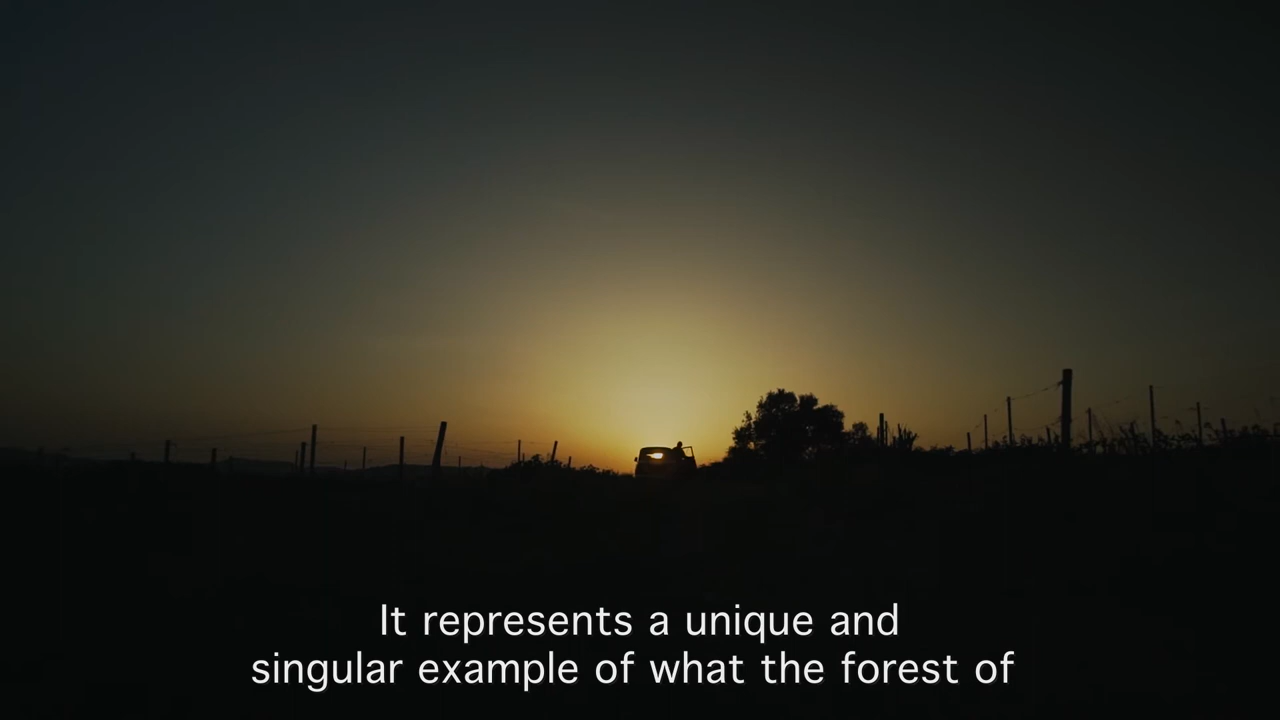 It represents a unique and
singular example of what the forest of